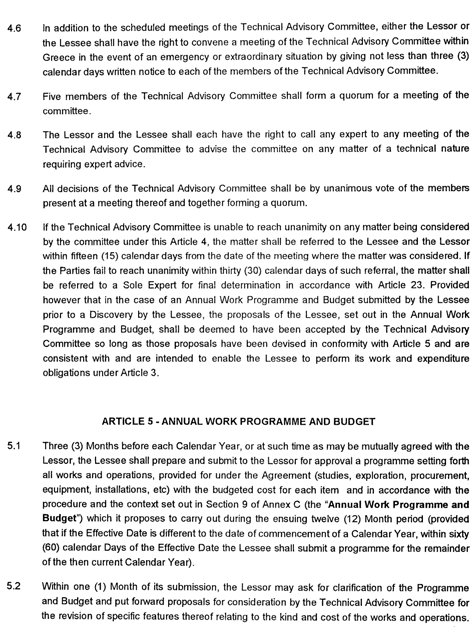 4.6 In addition to the scheduled meetings of the Technical Advisory Committee, either the Lessor or
the Lessee shall have the right to convene a meeting of the Technical Advisory Committee within
Greece in the event of an emergency or extraordinary situation by giving not less than three (3)
calendar days written notice to each of the members of the Technical Advisory Committee.
4.7 Five members of the Technical Advisory Committee shall form a quorum for a meeting of the
committee.
4.8 The Lessor and the Lessee shall each have the right to call any expert to any meeting of the
Technical Advisory Committee to advise the committee on any matter of a technical nature
requiring expert advice.
4.9 All decisions of the Technical Advisory Committee shall be by unanimous vote of the members
present at a meeting thereof and together forming a quorum.
4.10 If the Technical Advisory Committee is unable to reach unanimity on any matter being considered
by the committee under this Article 4, the matter shall be referred to the Lessee and the Lessor
within fifteen (15) calendar days from the date of the meeting where the matter was considered. If
the Parties fail to reach unanimity within thirty (30) calendar days of such referral, the matter shall
be referred to a Sole Expert for final determination in accordance with Article 23. Provided
however that in the case of an Annual Work Programme and Budget submitted by the Lessee
prior to a Discovery by the Lessee, the proposals of the Lessee, set out in the Annual Work
Programme and Budget, shall be deemed to have been accepted by the Technical Advisory
Committee so long as those proposals have been devised in conformity with Article 5 and are
consistent with and are intended to enable the Lessee to perform its work and expenditure
obligations under Article 3.
ARTICLE 5 - ANNUAL WORK PROGRAMME AND BUDGET
5.1 Three (3) Months before each Calendar Year, or at such time as may be mutually agreed with the
Lessor, the Lessee shall prepare and submit to the Lessor for approval a programme setting forth
all works and operations, provided for under the Agreement (studies, exploration, procurement,
equipment, installations, etc) with the budgeted cost for each item and in accordance with the
procedure and the context set out in Section 9 of Annex C (the “Annual Work Programme and
Budget”) which it proposes to carry out during the ensuing twelve (12) Month period (provided
that if the Effective Date is different to the date of commencement of a Calendar Year, within sixty
(60) calendar Days of the Effective Date the Lessee shall submit a programme for the remainder
of the then current Calendar Year).
5.2 Within one (1) Month of its submission, the Lessor may ask for clarification of the Programme
and Budget and put forward proposals for consideration by the Technical Advisory Committee for
the revision of specific features thereof relating to the kind and cost of the works and operations.